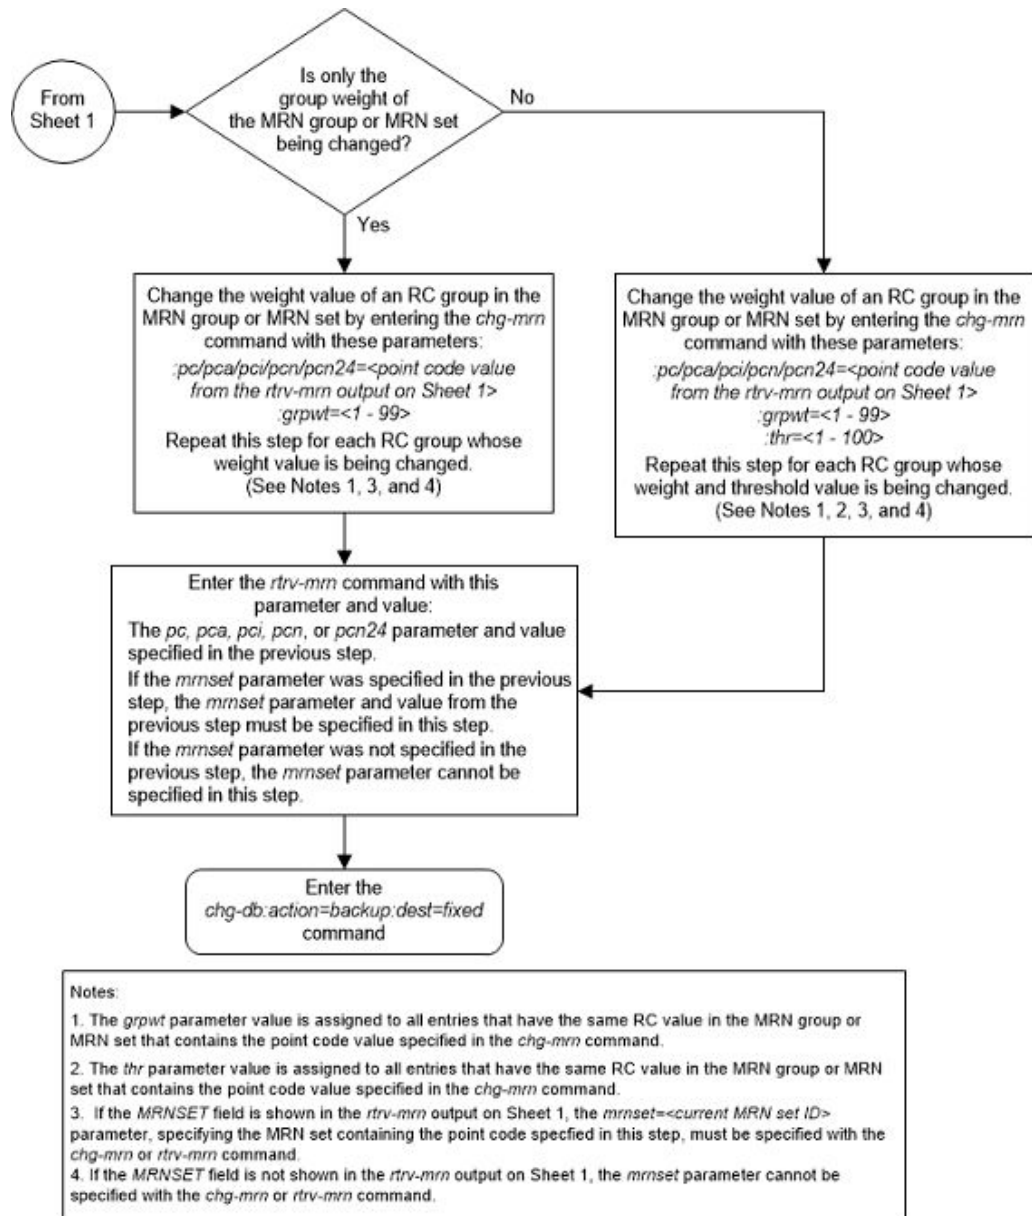 From
Sheet 1
Is only the
group weight of
the MRN group or MRN set
being changed?
No
Yes
Change the weight value of an RC group in the
MRN group or MRN set by entering the chg-mrn
command with these parameters:
:pc/pca/pci/pcn/pcn24=<point code value
from the rtrv-mrn output on Sheet 1>
:grpwt=<1 - 99>
Repeat this step for each RC group whose
weight value is being changed.
(See Notes 1, 3, and 4)
Change the weight value of an RC group in the
MRN group or MRN set by entering the chg-mrn
command with these parameters:
:pc/pca/pci/pcn/pcn24=<point code value
from the rtrv-mrn output on Sheet 1>
:grpwt=<1 - 99>
:thr=<1 - 100>
Repeat this step for each RC group whose
weight and threshold value is being changed.
(See Notes 1, 2, 3, and 4)
Enter the rtrv-mrn command with this
parameter and value:
The pc, pca, pci, pcn, or pcn24 parameter and value
specified in the previous step.
If the mrnset parameter was specified in the previous
step, the mrnset parameter and value from the
previous step must be specified in this step.
If the mrnset parameter was not specified in the
previous step, the mrnset parameter cannot be
specified in this step.
Enter the
chg-db:action=backup:dest=fixed
command
Notes:
1. The grpwt parameter value is assigned to all entries that have the same RC value in the MRN group or
MRN set that contains the point code value specified in the chg-mrn command.
2. The thr parameter value is assigned to all entries that have the same RC value in the MRN group or MRN
set that contains the point code value specified in the chg-mrn command.
3. If the MRNSET field is shown in the rtrv-mrn output on Sheet 1, the mrnset=<current MRN set ID>
parameter, specifying the MRN set containing the point code specfied in this step, must be specified with the
chg-mrn or rtrv-mrn command.
4. If the MRNSET field is not shown in the rtrv-mrn output on Sheet 1, the mrnset parameter cannot be
specified with the chg-mrn or rtrv-mrn command.